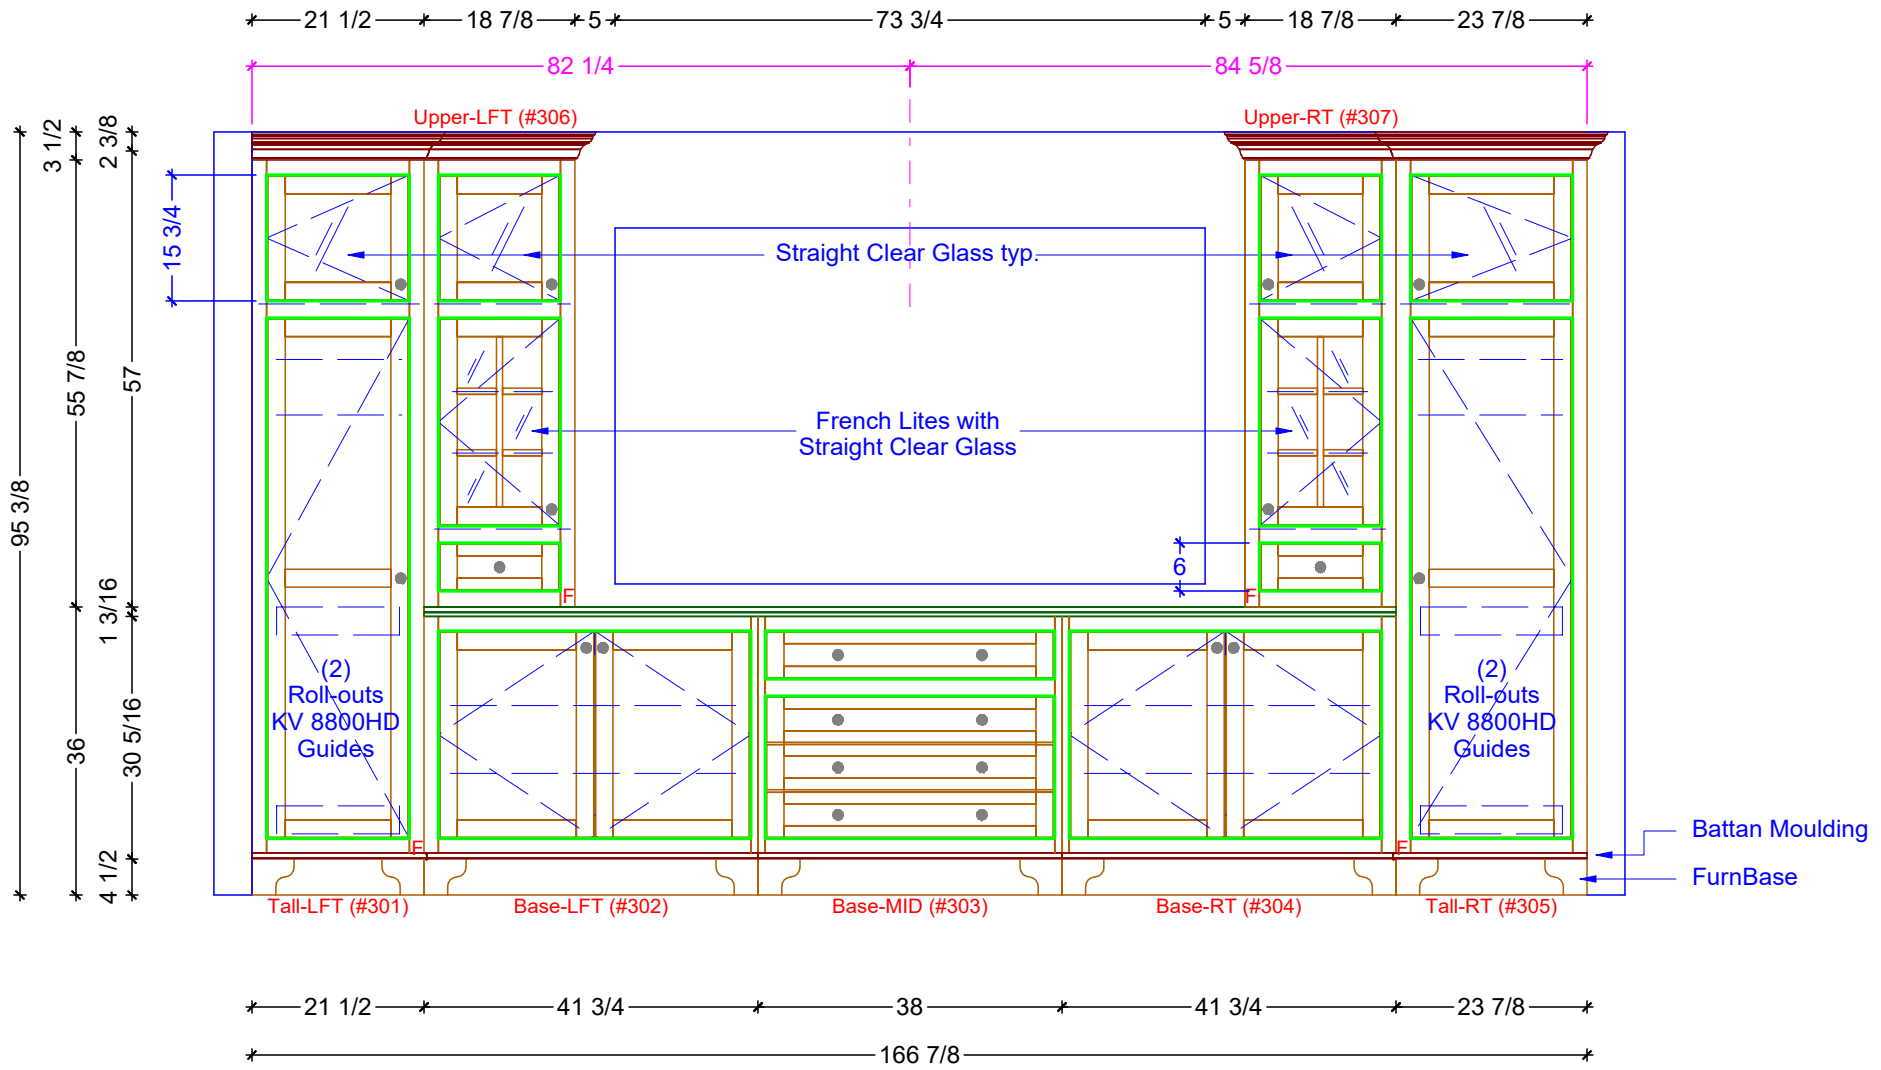 21 1/2
18 7/8
5
73 3/4
5
18 7/8
23 7/8
82 1/4
84 5/8
Upper-LFT (#306)
Upper-RT (#307)
3 1/2
2 3/8
15 3/4
Straight Clear Glass typ.
55 7/8
57
French Lites with
Straight Clear Glass
95 3/8
6
F
F
1 3/16
(2)
Roll-outs
KV 8800HD
Guides
(2)
Roll-outs
KV 8800HD
Guides
36
30 5/16
F
F
Battan Moulding
4 1/2
FurnBase
Tall-LFT (#301)
Base-LFT (#302)
Base-MID (#303)
Base-RT (#304)
Tall-RT (#305)
21 1/2
41 3/4
38
41 3/4
23 7/8
166 7/8